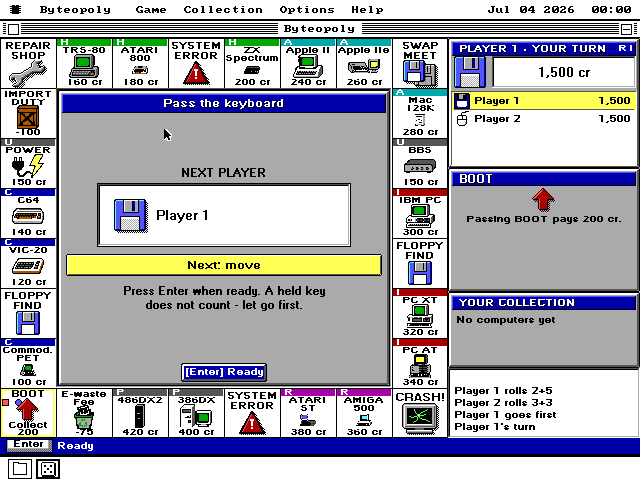 Byteopoly Game Collection Options Help Jul 04 2026 00:00
Byteopoly
REPAIR
SHOP
H
TRS-80
160 cr
H
ATARI
800
180 cr
SYSTEM
ERROR
H
ZX
Spectrum
200 cr
A
Apple II
240 cr
A
Apple IIe
260 cr
SWAP
MEET
IMPORT
DUTY
-100
U
POWER
150 cr
C
C64
140 cr
C
VIC-20
120 cr
FLOPPY
FIND
C
Commod.
PET
100 cr
BOOT
Collect
200
Pass the keyboard
NEXT PLAYER
Player 1
Next: move
Press Enter when ready. A held key
does not count - let go first.
[Enter] Ready
A
Mac
128K
280 cr
U
BBS
150 cr
I
IBM PC
300 cr
FLOPPY
FIND
I
PC XT
320 cr
I
PC AT
340 cr
E-waste
Fee
-75
P
486DX2
420 cr
P
386DX
400 cr
SYSTEM
ERROR
R
ATARI
ST
380 cr
R
AMIGA
500
360 cr
CRASH!
PLAYER 1 - YOUR TURN R1
1,500 cr
Player 1 1,500
Player 2 1,500
BOOT
Passing BOOT pays 200 cr.
YOUR COLLECTION
No computers yet
Player 1 rolls 2+5
Player 2 rolls 3+3
Player 1 goes first
Player 1's turn
Enter Ready